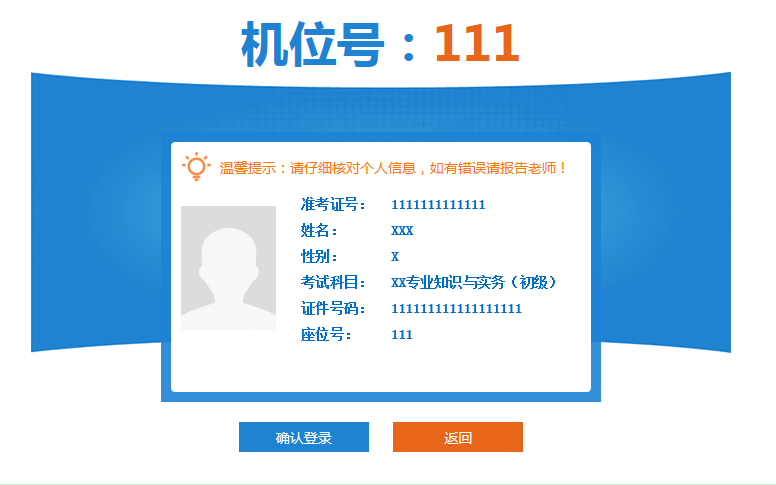 机位号：111
温馨提示：请仔细核对个人信息，如有错误请报告老师！
准考证号： 1111111111111
姓名： XXX
性别： X
考试科目： XX专业知识与实务（初级）
证件号码： 111111111111111111
座位号： 111
确认登录 返回